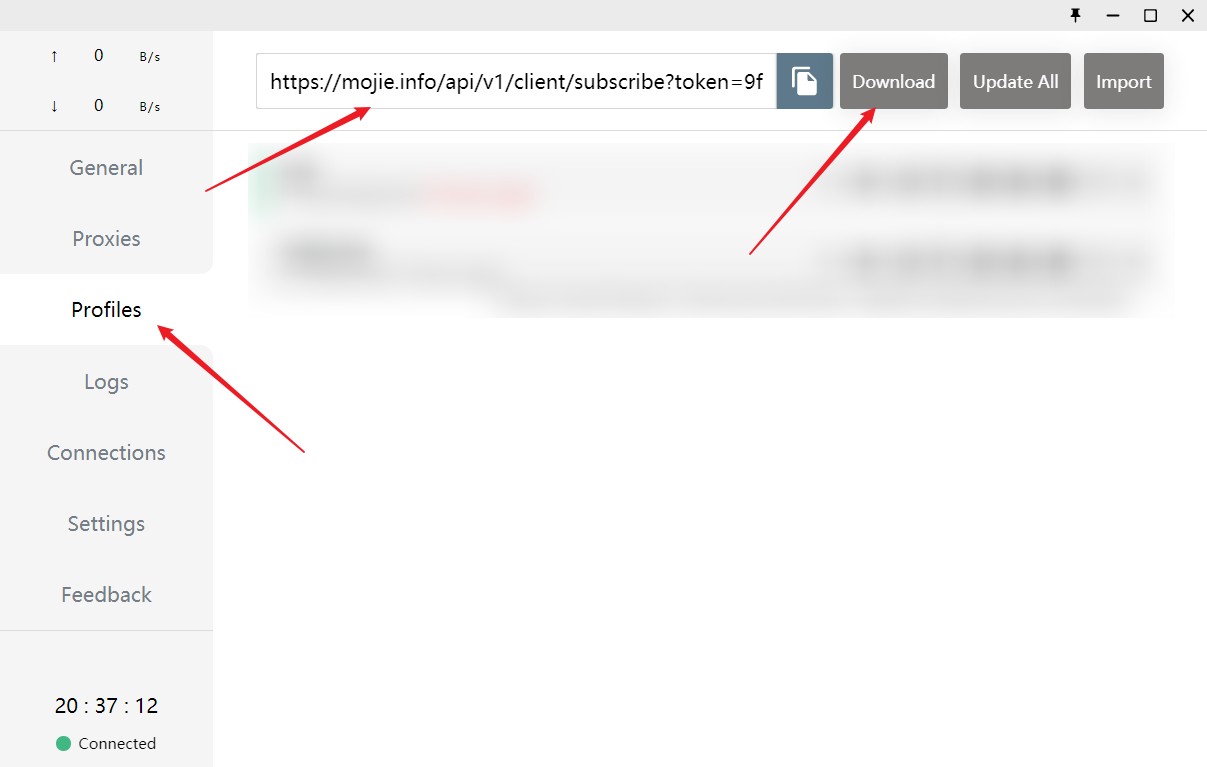 ↑ 0 B/s
↓ 0 B/s
https://mojie.info/api/v1/client/subscribe?token=9f
Download
Update All
Import
General
Proxies
Profiles
Logs
Connections
Settings
Feedback
20 : 37 : 12
Connected